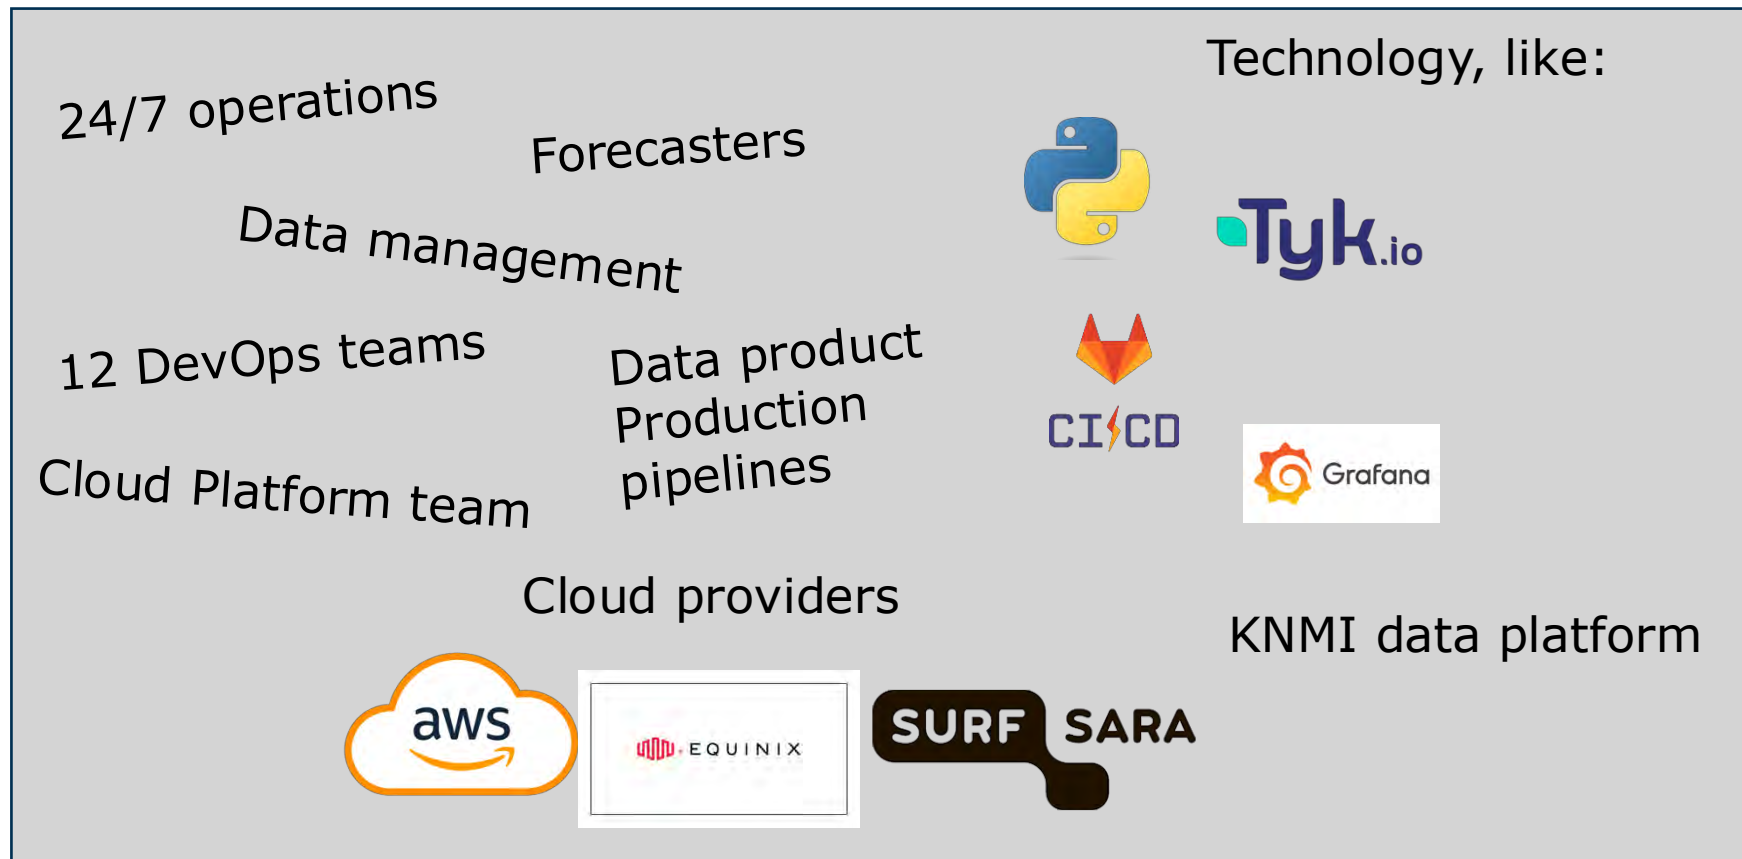 Technology, like:
24/7 operations
Forecasters
Data management
Tyk.io
12 DevOps teams
Data product
Production
pipelines
CI/CD
Cloud Platform team
Grafana
Cloud providers
KNMI data platform
aws
EQUINIX
SURF SARA